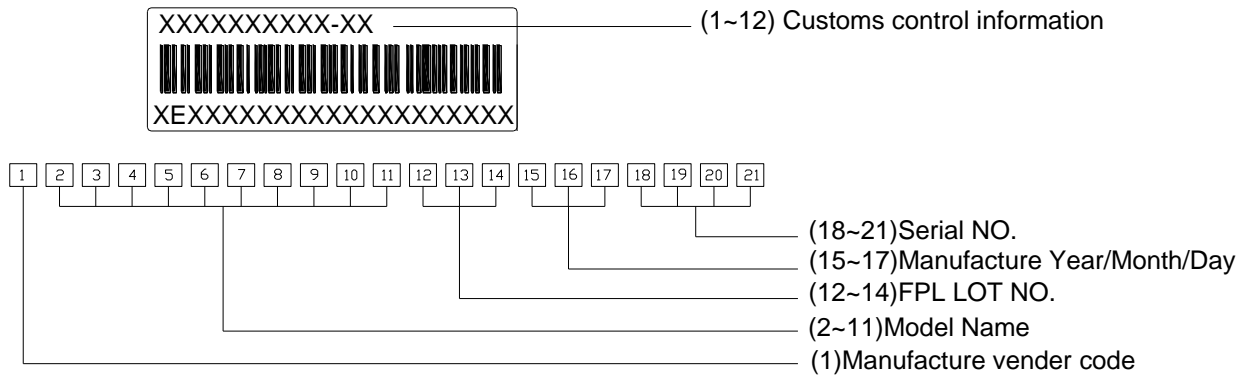 XXXXXXXXXX-XX
(1~12) Customs control information
XEXXXXXXXXXXXXXXXXXXX
1 2 3 4 5 6 7 8 9 10 11 12 13 14 15 16 17 18 19 20 21
(18~21)Serial NO.
(15~17)Manufacture Year/Month/Day
(12~14)FPL LOT NO.
(2~11)Model Name
(1)Manufacture vender code